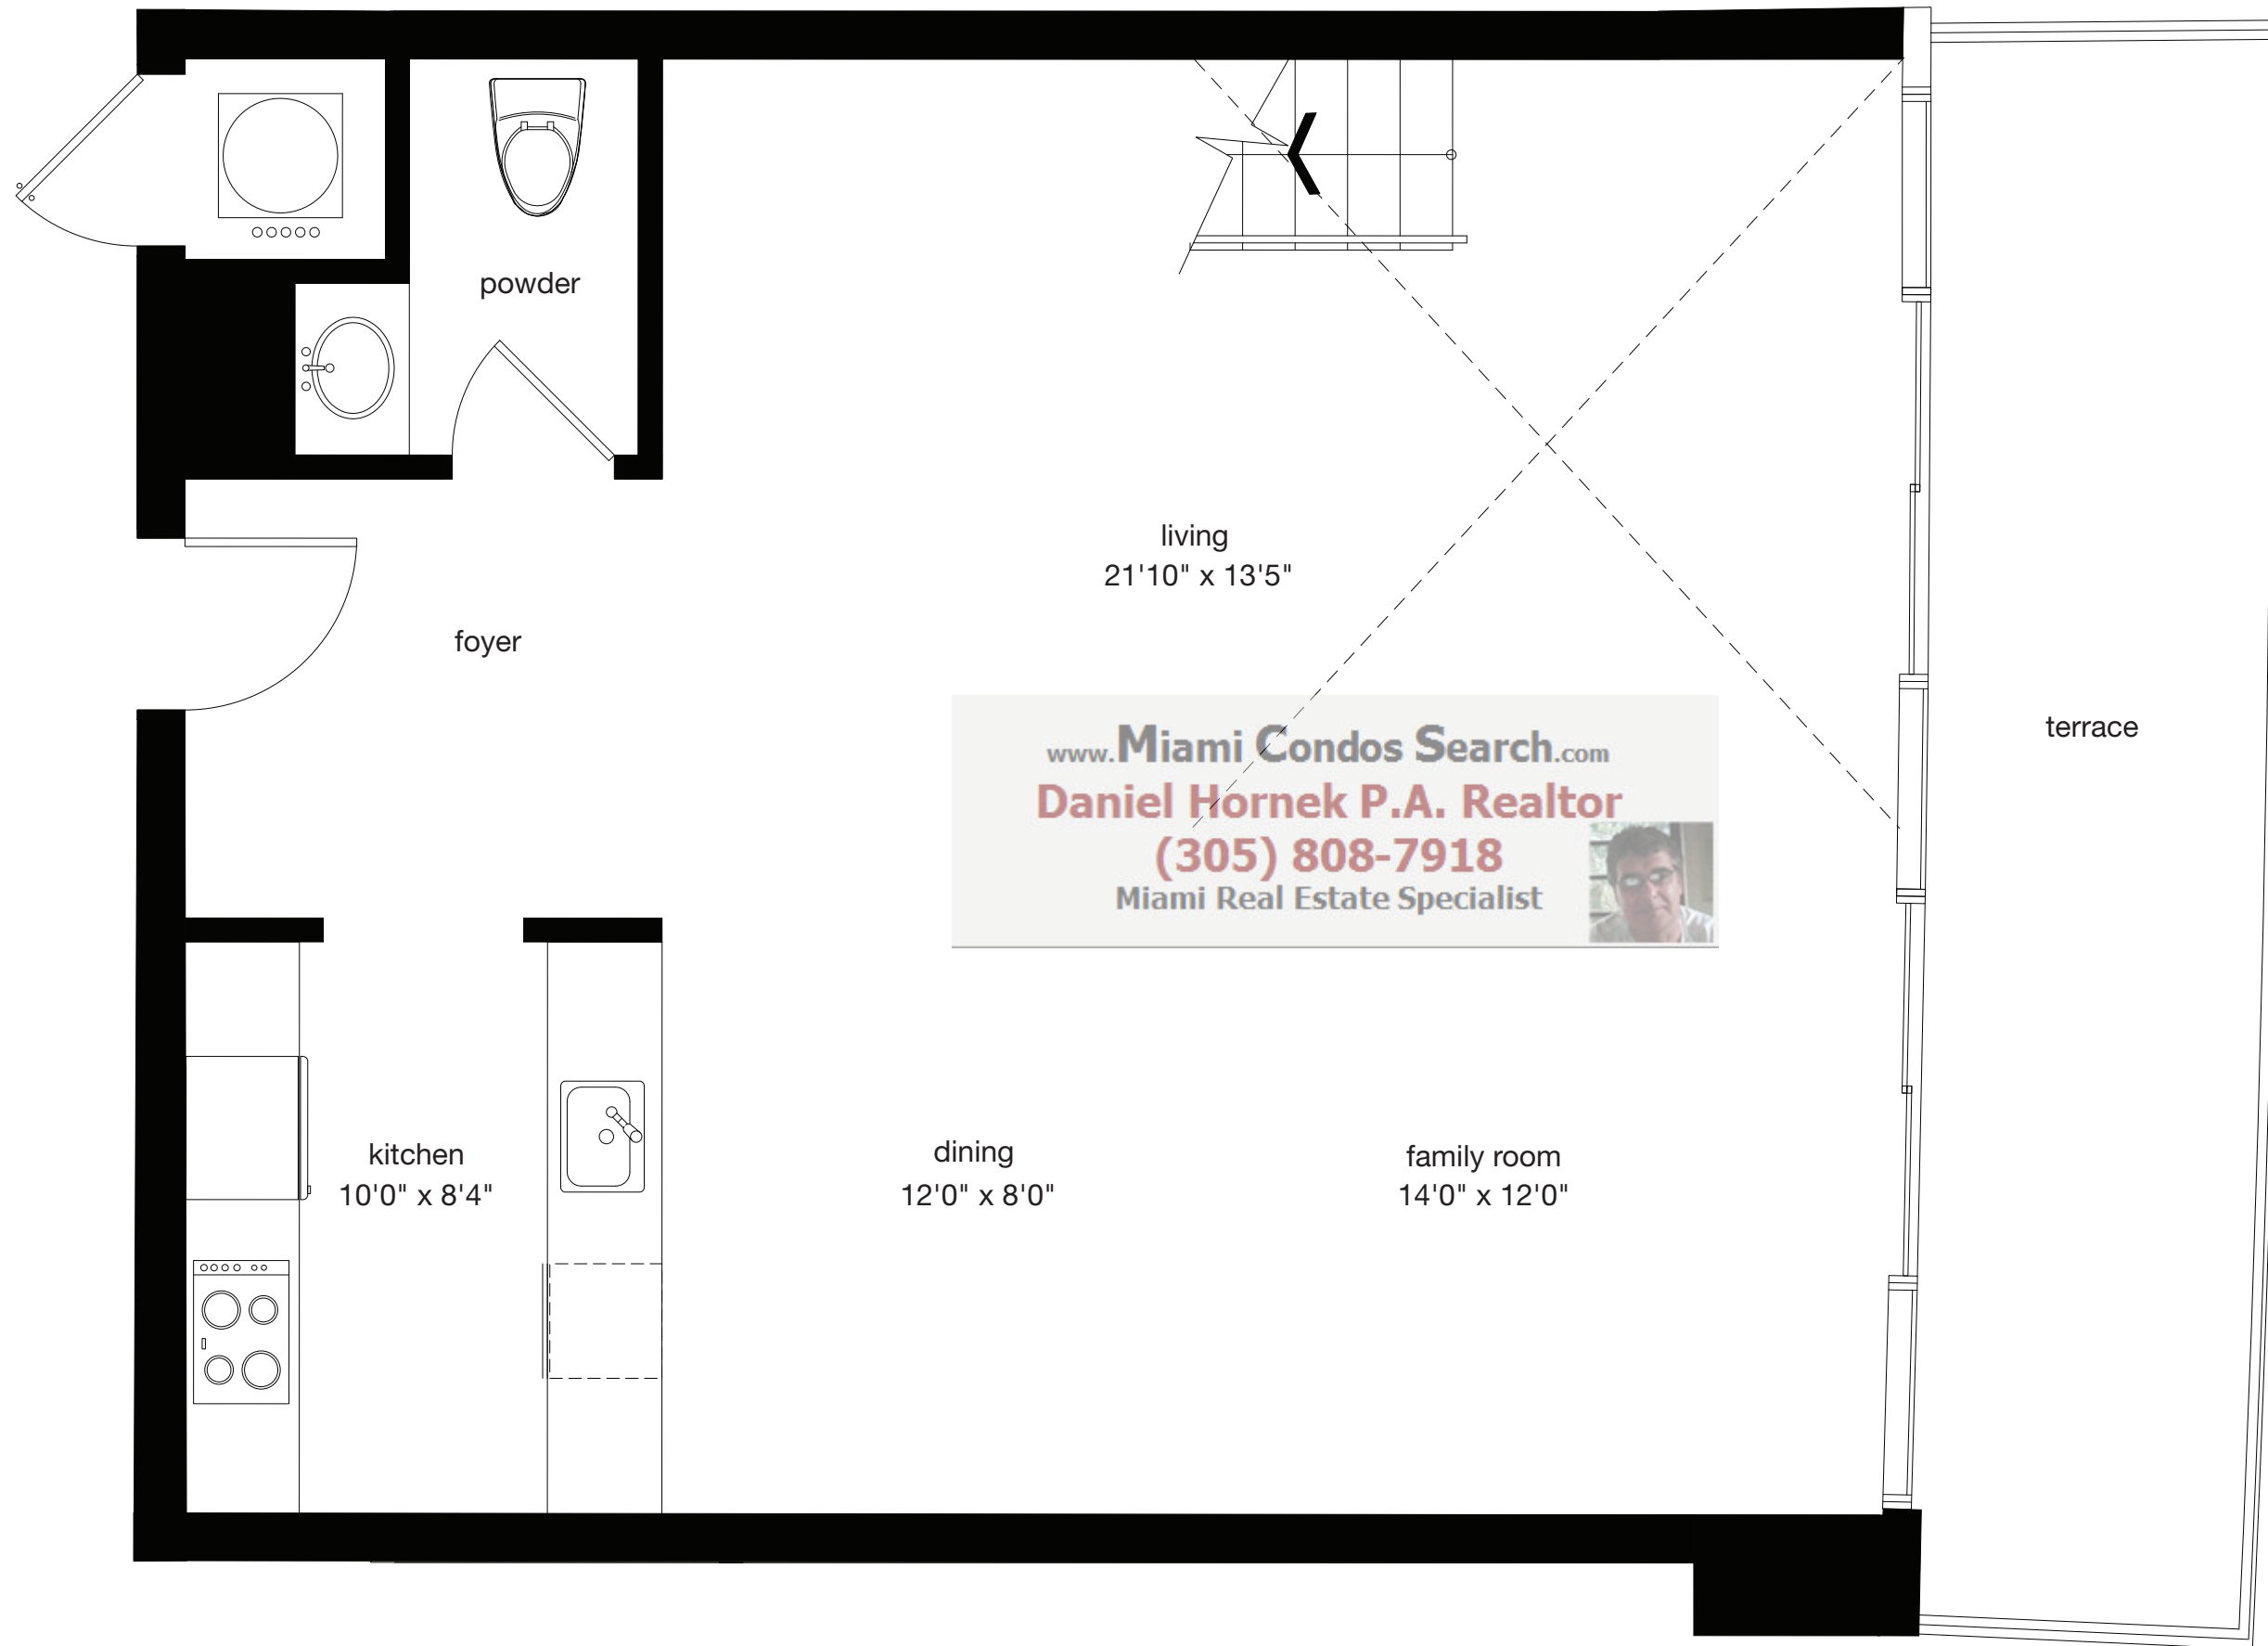 powder
living
21'10" x 13'5"
foyer
www.Miami Condos Search.com
Daniel Hornek P.A. Realtor
(305) 808-7918
Miami Real Estate Specialist
terrace
kitchen
10'0" x 8'4"
dining
12'0" x 8'0"
family room
14'0" x 12'0"